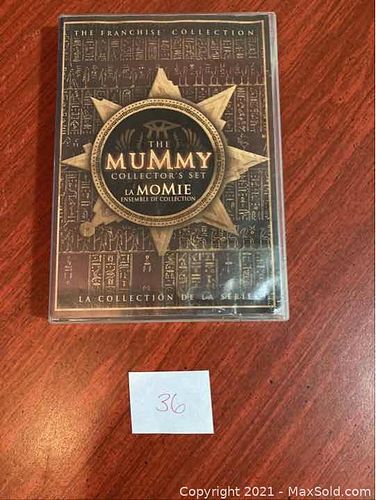 THE FRANCHISE COLLECTION
THE
MUMMY
COLLECTOR'S SET
LA MOMIE
ENSEMBLE DE COLLECTION
LA COLLECTION DE LA SÉRIE
36
Copyright 2021 - MaxSold.com